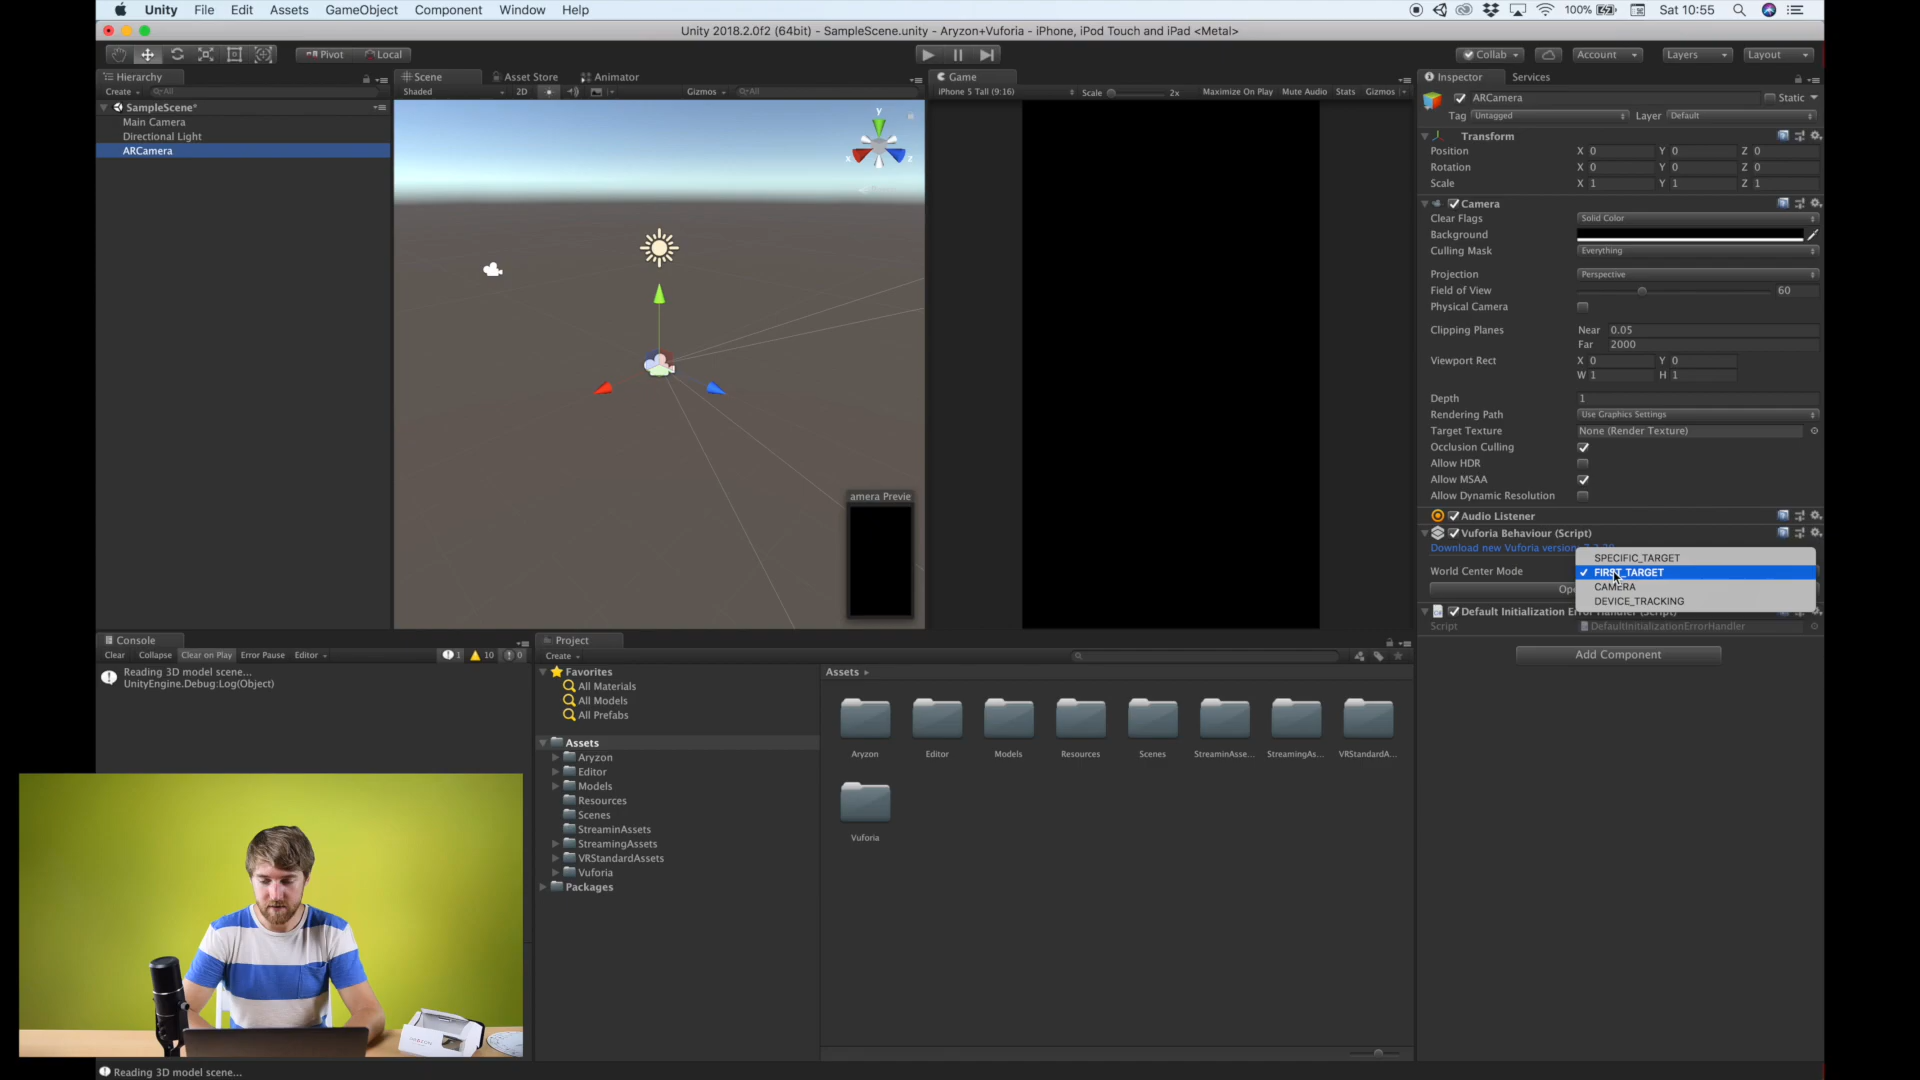 Unity File Edit Assets GameObject Component Window Help 100% Sat 10:55
Unity 2018.2.0f2 (64bit) - SampleScene.unity - Aryzon+Vuforia - iPhone, iPod Touch and iPad <Metal>
Pivot Local Collab Account Layers Layout
Hierarchy
Create All
SampleScene*
Main Camera
Directional Light
ARCamera
Scene Asset Store Animator
Shaded 2D Gizmos All
y
x
z
amera Previe
Game
iPhone 5 Tall (9:16) Scale 2x Maximize On Play Mute Audio Stats Gizmos
Inspector Services
ARCamera Static
Tag Untagged Layer Default
Transform
Position X 0 Y 0 Z 0
Rotation X 0 Y 0 Z 0
Scale X 1 Y 1 Z 1
Camera
Clear Flags Solid Color
Background
Culling Mask Everything
Projection Perspective
Field of View 60
Physical Camera
Clipping Planes Near 0.05
Far 2000
Viewport Rect X 0 Y 0
W 1 H 1
Depth 1
Rendering Path Use Graphics Settings
Target Texture None (Render Texture)
Occlusion Culling
Allow HDR
Allow MSAA
Allow Dynamic Resolution
Audio Listener
Vuforia Behaviour (Script)
Download new Vuforia version:
SPECIFIC_TARGET
World Center Mode FIRST_TARGET
CAMERA
DEVICE_TRACKING
Default Initialization Error Handler (Script)
Script DefaultInitializationErrorHandler
Add Component
Console
Clear Collapse Clear on Play Error Pause Editor 1 10 0
Reading 3D model scene...
UnityEngine.Debug:Log(Object)
Project
Create
Favorites
All Materials
All Models
All Prefabs
Assets
Aryzon
Editor
Models
Resources
Scenes
StreaminAssets
StreamingAssets
VRStandardAssets
Vuforia
Packages
Assets
Aryzon Editor Models Resources Scenes StreaminAsse... StreamingAs... VRStandardA...
Vuforia
Reading 3D model scene...